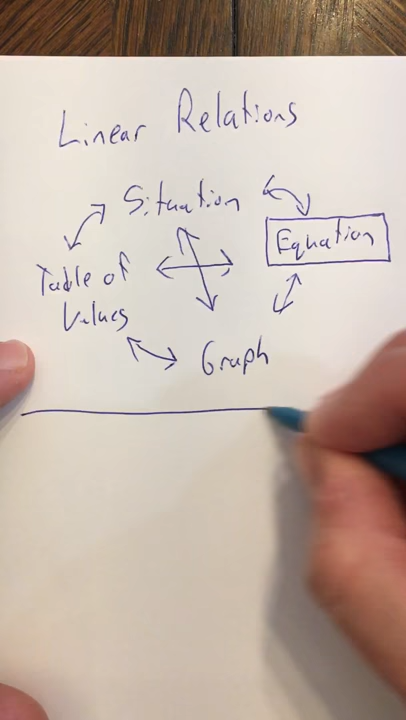 Linear Relations
Situation
Equation
Table of
Values
Graph